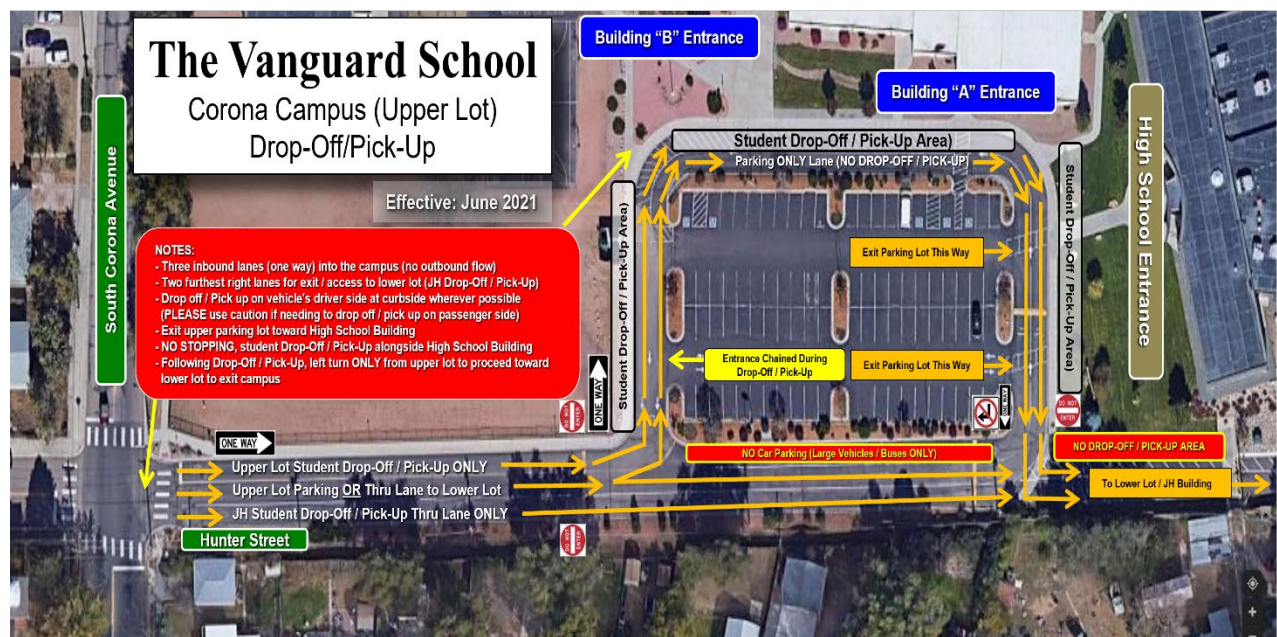 The Vanguard School
Corona Campus (Upper Lot)
Drop-Off/Pick-Up
Effective: June 2021
South Corona Avenue
NOTES:
- Three inbound lanes (one way) into the campus (no outbound flow)
- Two furthest right lanes for exit / access to lower lot (JH Drop-Off / Pick-Up)
- Drop off / Pick up on vehicle's driver side at curbside wherever possible
(PLEASE use caution if needing to drop off / pick up on passenger side)
- Exit upper parking lot toward High School Building
- NO STOPPING, student Drop-Off / Pick-Up alongside High School Building
- Following Drop-Off / Pick-Up, left turn ONLY from upper lot to proceed toward
lower lot to exit campus
Building "B" Entrance
Building "A" Entrance
High School Entrance
Student Drop-Off / Pick-Up Area)
Parking ONLY Lane (NO DROP-OFF / PICK-UP)
Student Drop-Off / Pick-Up Area)
Student Drop-Off / Pick-Up Area)
Exit Parking Lot This Way
Entrance Chained During
Drop-Off / Pick-Up
Exit Parking Lot This Way
ONE WAY
DO NOT
ENTER
ONE WAY
DO NOT
ENTER
ONE WAY
NO Car Parking (Large Vehicles / Buses ONLY)
NO DROP-OFF / PICK-UP AREA
Upper Lot Student Drop-Off / Pick-Up ONLY
Upper Lot Parking OR Thru Lane to Lower Lot
JH Student Drop-Off / Pick-Up Thru Lane ONLY
To Lower Lot / JH Building
Hunter Street
DO NOT
ENTER